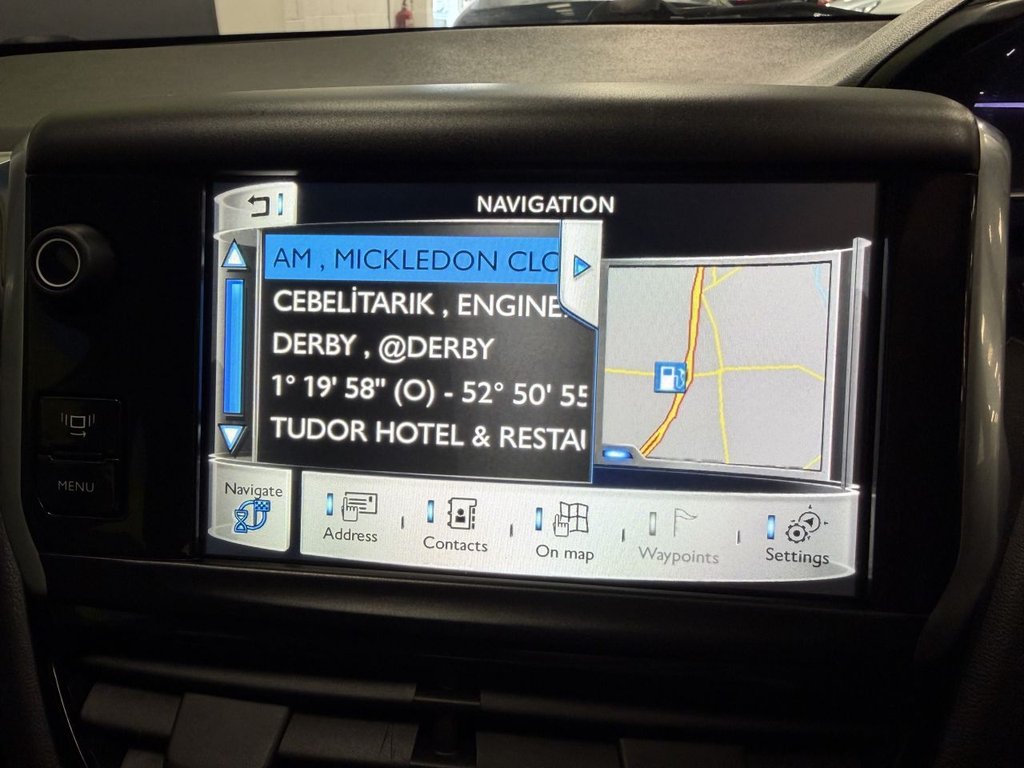 NAVIGATION
AM , MICKLEDON CLO
CEBELİTARIK , ENGINE
DERBY , @DERBY
1° 19' 58" (O) - 52° 50' 55
TUDOR HOTEL & RESTAU
MENU
Navigate
Address
Contacts
On map
Waypoints
Settings